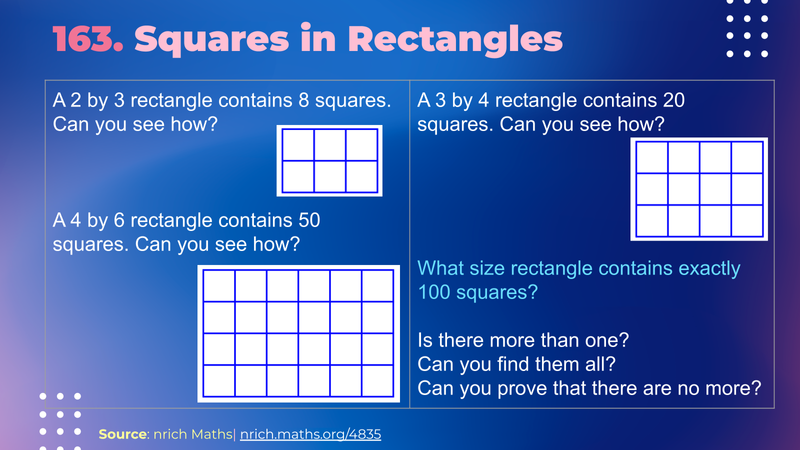 163. Squares in Rectangles
A 2 by 3 rectangle contains 8 squares.
Can you see how?
A 4 by 6 rectangle contains 50
squares. Can you see how?
A 3 by 4 rectangle contains 20
squares. Can you see how?
What size rectangle contains exactly
100 squares?
Is there more than one?
Can you find them all?
Can you prove that there are no more?
Source: nrich Maths| nrich.maths.org/4835